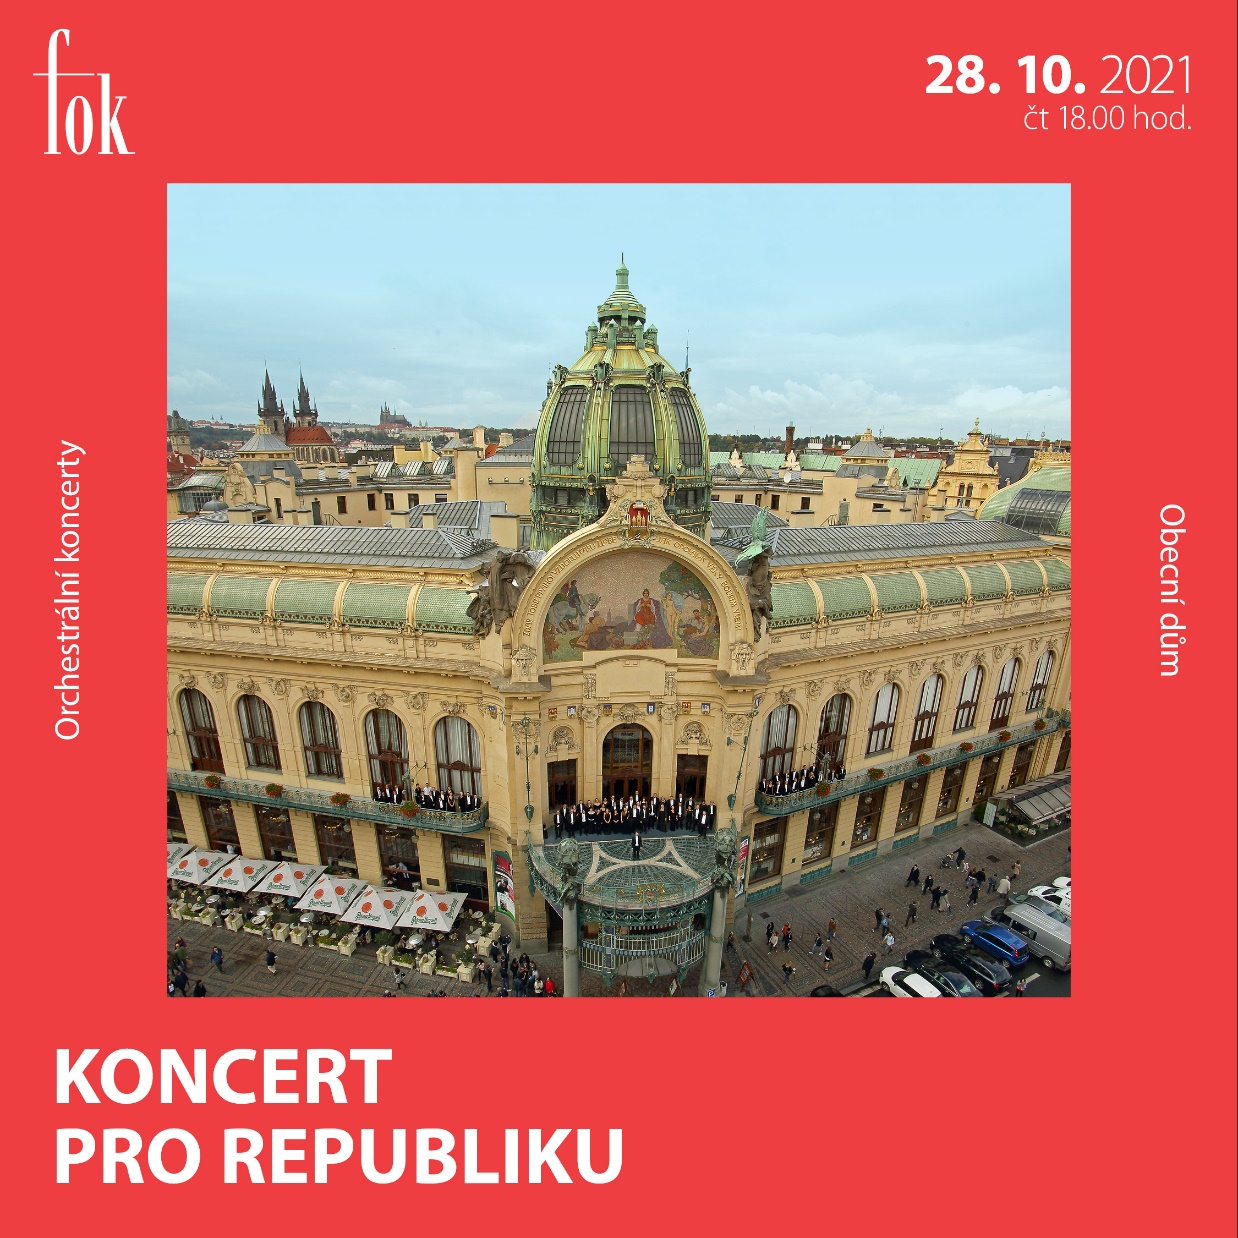 fok
28. 10. 2021
čt 18.00 hod.
Orchestrální koncerty
Obecní dům
KONCERT
PRO REPUBLIKU